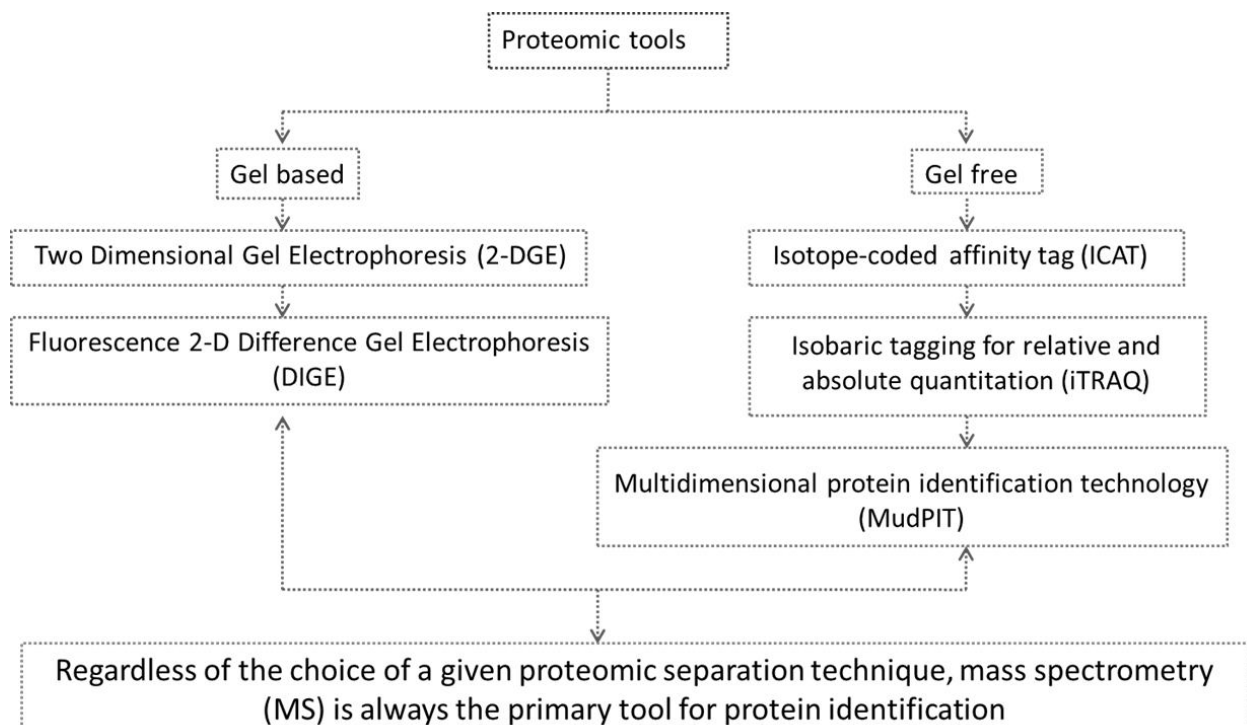 Proteomic tools
Gel based
Gel free
Two Dimensional Gel Electrophoresis (2-DGE)
Isotope-coded affinity tag (ICAT)
Fluorescence 2-D Difference Gel Electrophoresis
(DIGE)
Isobaric tagging for relative and
absolute quantitation (iTRAQ)
Multidimensional protein identification technology
(MudPIT)
Regardless of the choice of a given proteomic separation technique, mass spectrometry
(MS) is always the primary tool for protein identification